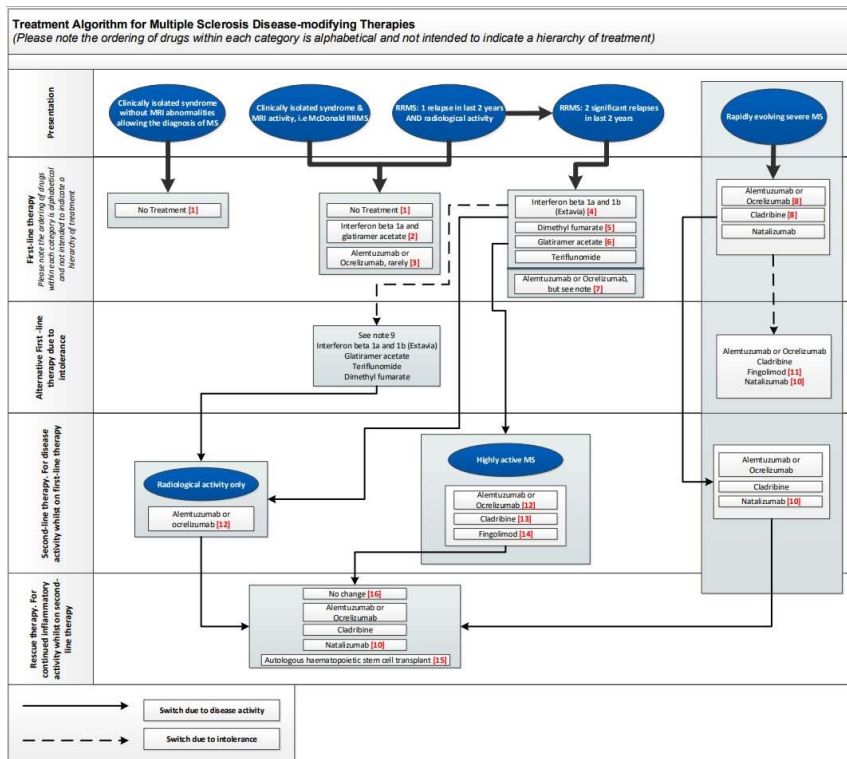 Treatment Algorithm for Multiple Sclerosis Disease-modifying Therapies
(Please note the ordering of drugs within each category is alphabetical and not intended to indicate a hierarchy of treatment)
Presentation
Clinically isolated syndrome
without MRI abnormalities
allowing the diagnosis of MS
Clinically isolated syndrome &
MRI activity, i.e McDonald RRMS
RRMS: 1 relapse in last 2 years
AND radiological activity
RRMS: 2 significant relapses
in last 2 years
Rapidly evolving severe MS
First-line therapy
Please note the ordering of drugs
within each category is alphabetical
and not intended to indicate a
hierarchy of treatment
No Treatment [1]
No Treatment [1]
Interferon beta 1a and
glatiramer acetate [2]
Alemtuzumab or
Ocrelizumab, rarely [3]
Interferon beta 1a and 1b
(Extavia) [4]
Dimethyl fumarate [5]
Glatiramer acetate [6]
Teriflunomide
Alemtuzumab or Ocrelizumab,
but see note [7]
Alemtuzumab or
Ocrelizumab [8]
Cladribine [8]
Natalizumab
Alternative First -line
therapy due to
intolerance
See note 9
Interferon beta 1a and 1b (Extavia)
Glatiramer acetate
Teriflunomide
Dimethyl fumarate
Alemtuzumab or Ocrelizumab
Cladribine
Fingolimod [11]
Natalizumab [10]
Second-line therapy. For disease
activity whilst on first-line therapy
Radiological activity only
Alemtuzumab or
ocrelizumab [12]
Highly active MS
Alemtuzumab or
Ocrelizumab [12]
Cladribine [13]
Fingolimod [14]
Alemtuzumab or
Ocrelizumab
Cladribine
Natalizumab [10]
Rescue therapy. For
continued inflammatory
activity whilst on second-
line therapy
No change [16]
Alemtuzumab or
Ocrelizumab
Cladribine
Natalizumab [10]
Autologous haematopoietic stem cell transplant [15]
Switch due to disease activity
Switch due to intolerance